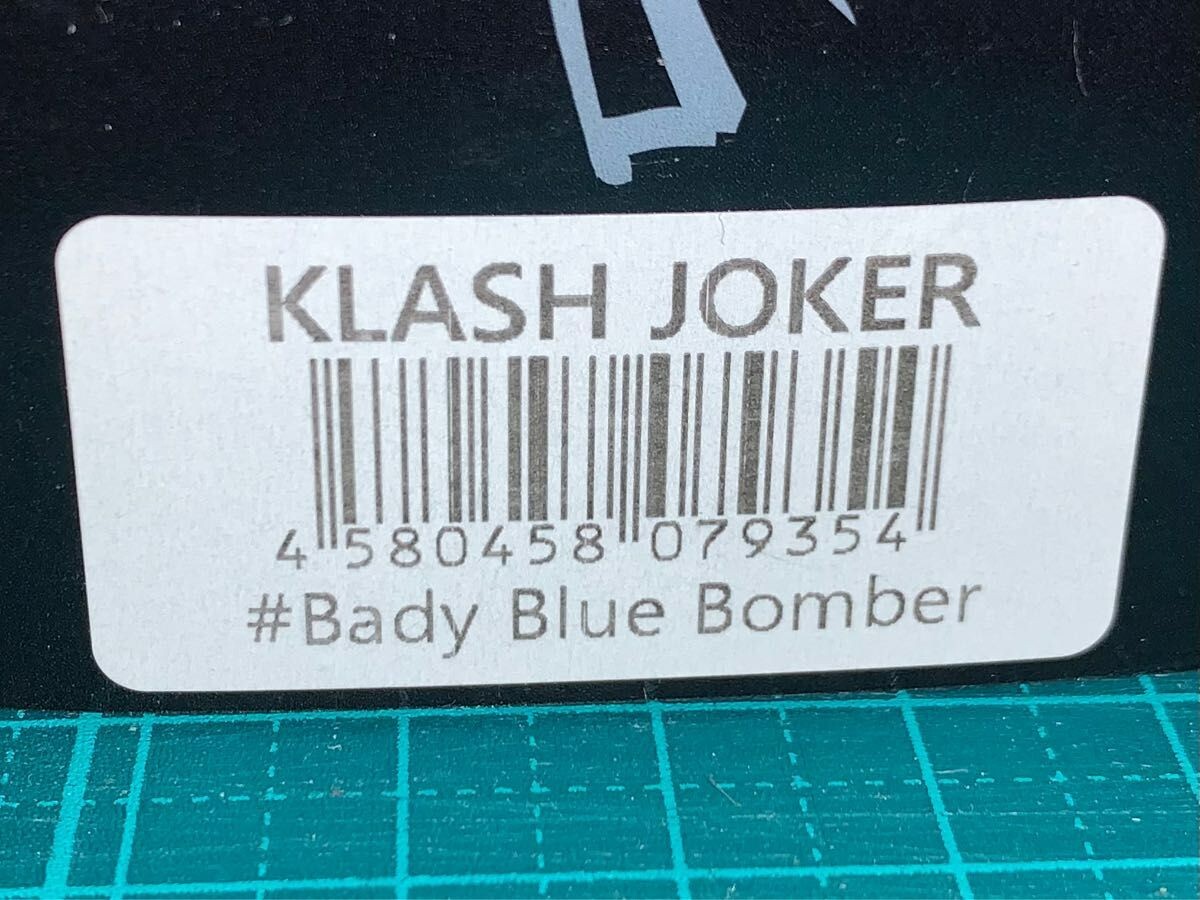 KLASH JOKER
4 580458 079354
#Bady Blue Bomber